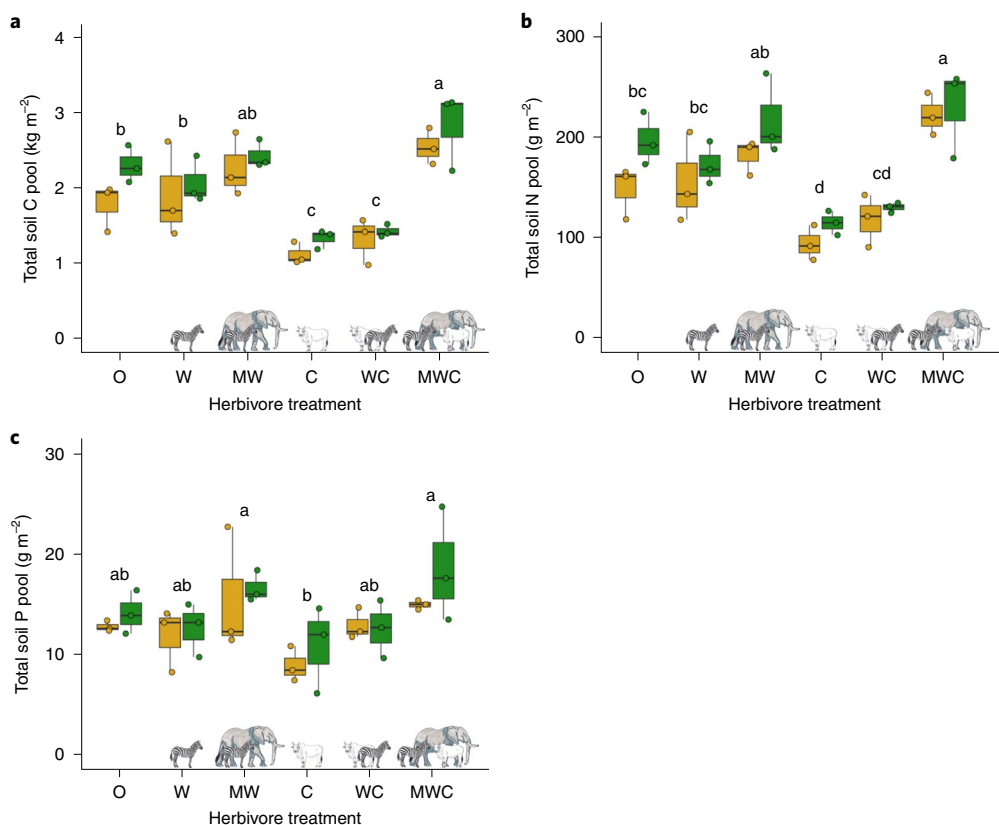 a
Total soil C pool (kg m⁻²)
4
3
2
1
0
b
b
ab
c
c
a
O W MW C WC MWC
Herbivore treatment
b
Total soil N pool (g m⁻²)
300
200
100
0
bc
bc
ab
d
cd
a
O W MW C WC MWC
Herbivore treatment
c
Total soil P pool (g m⁻²)
30
20
10
0
ab
ab
a
b
ab
a
O W MW C WC MWC
Herbivore treatment